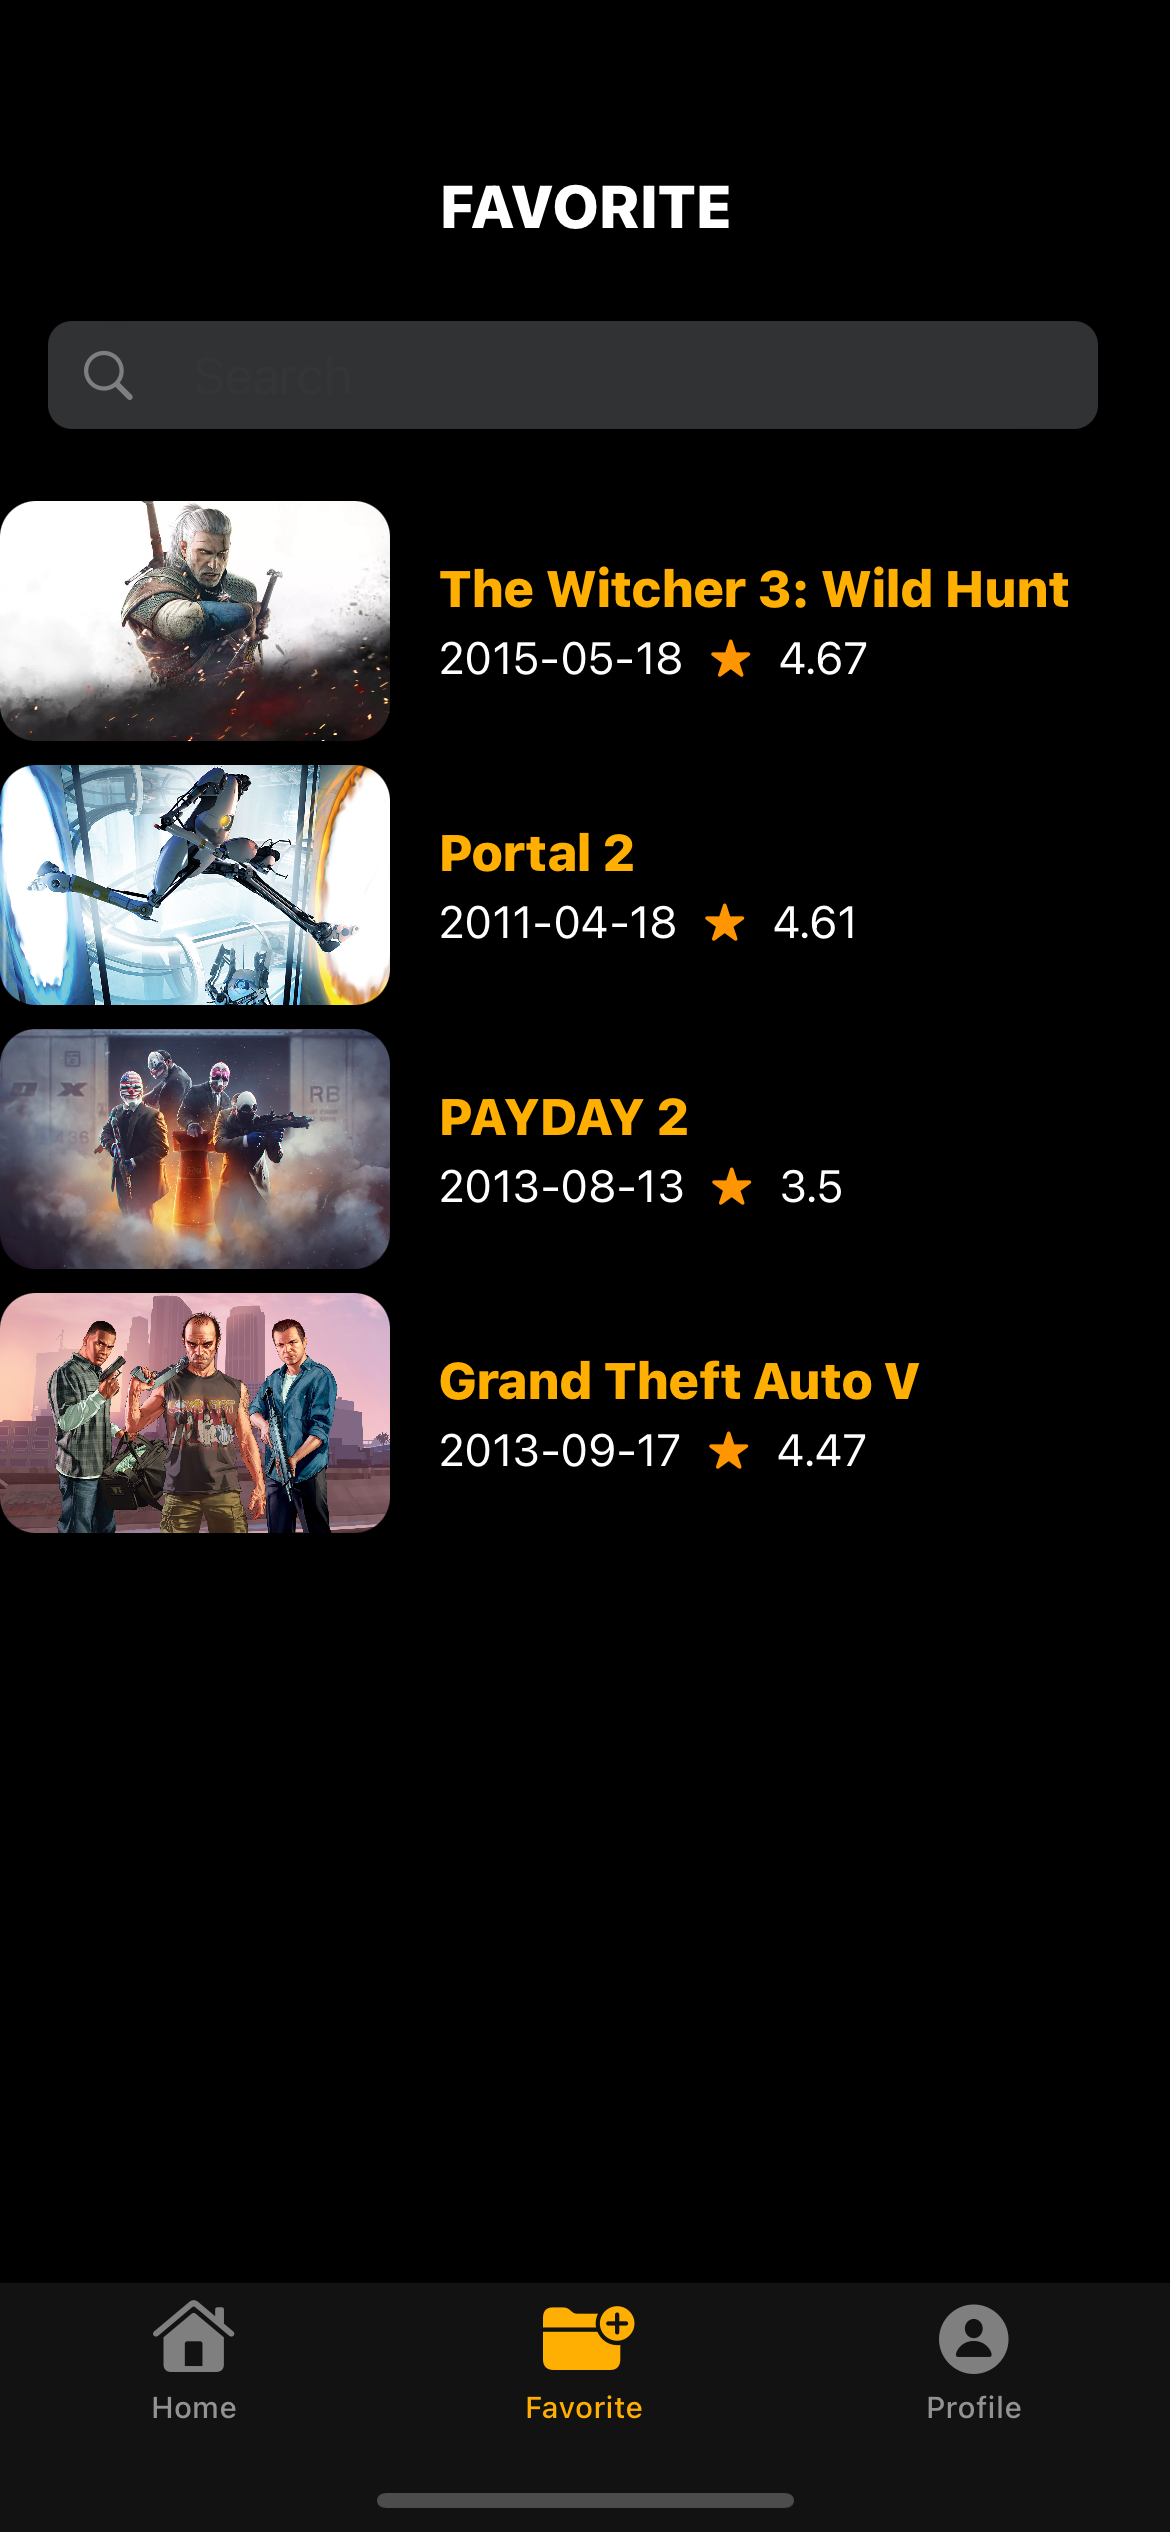 FAVORITE
Search
The Witcher 3: Wild Hunt
2015-05-18 4.67
Portal 2
2011-04-18 4.61
RB
PAYDAY 2
2013-08-13 3.5
Grand Theft Auto V
2013-09-17 4.47
Home
Favorite
Profile